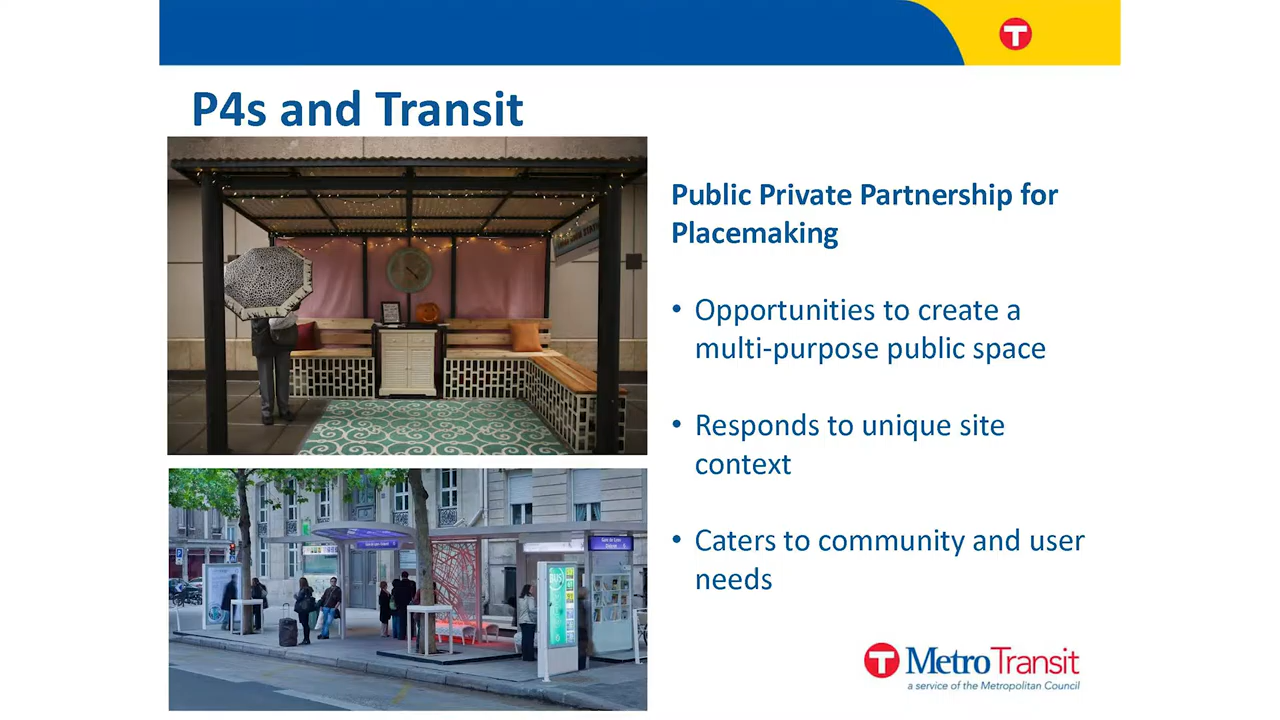 T
P4s and Transit
Public Private Partnership for
Placemaking
• Opportunities to create a
multi-purpose public space
• Responds to unique site
context
• Caters to community and user
needs
BUS
T MetroTransit
a service of the Metropolitan Council